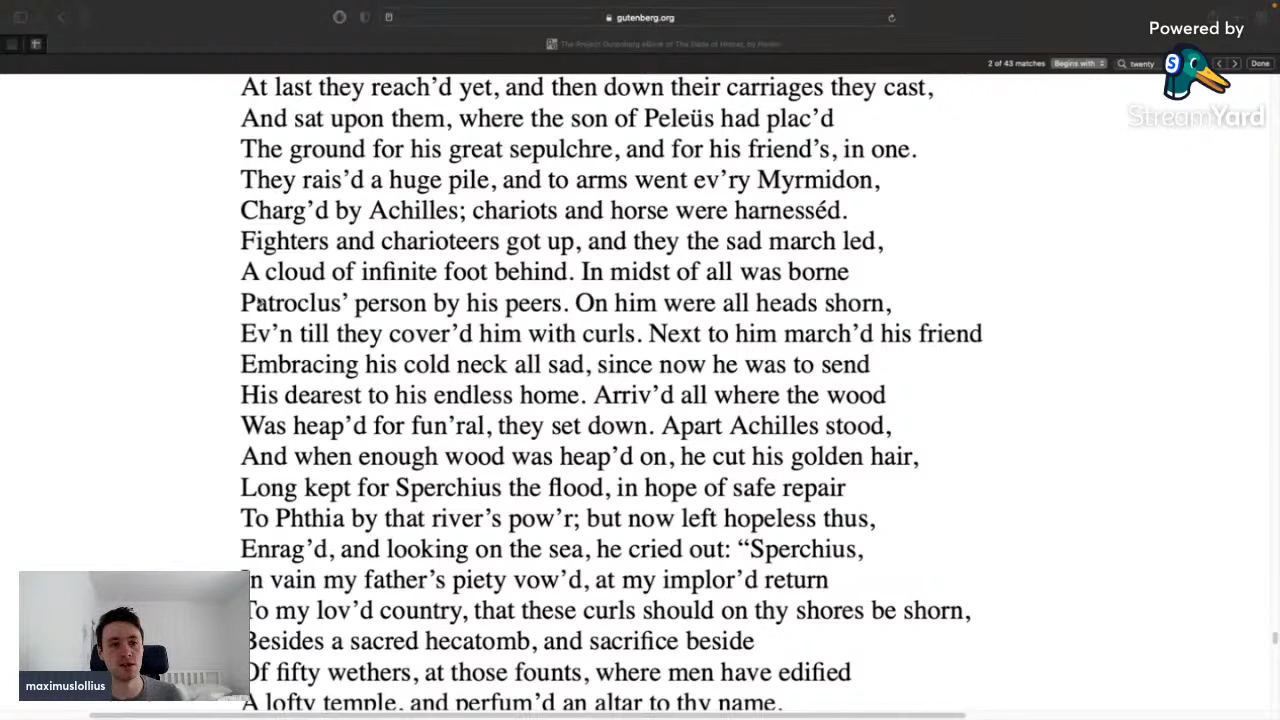 gutenberg.org
The Project Gutenberg eBook of The Iliads of Homer, by Homer
2 of 43 matches Begins with twenty Done
Powered by
S
StreamYard
At last they reach’d yet, and then down their carriages they cast,
And sat upon them, where the son of Peleüs had plac’d
The ground for his great sepulchre, and for his friend’s, in one.
They rais’d a huge pile, and to arms went ev’ry Myrmidon,
Charg’d by Achilles; chariots and horse were harnesséd.
Fighters and charioteers got up, and they the sad march led,
A cloud of infinite foot behind. In midst of all was borne
Patroclus’ person by his peers. On him were all heads shorn,
Ev’n till they cover’d him with curls. Next to him march’d his friend
Embracing his cold neck all sad, since now he was to send
His dearest to his endless home. Arriv’d all where the wood
Was heap’d for fun’ral, they set down. Apart Achilles stood,
And when enough wood was heap’d on, he cut his golden hair,
Long kept for Sperchius the flood, in hope of safe repair
To Phthia by that river’s pow’r; but now left hopeless thus,
Enrag’d, and looking on the sea, he cried out: “Sperchius,
In vain my father’s piety vow’d, at my implor’d return
To my lov’d country, that these curls should on thy shores be shorn,
Besides a sacred hecatomb, and sacrifice beside
Of fifty wethers, at those founts, where men have edified
A lofty temple, and perfum’d an altar to thy name.
maximuslollius